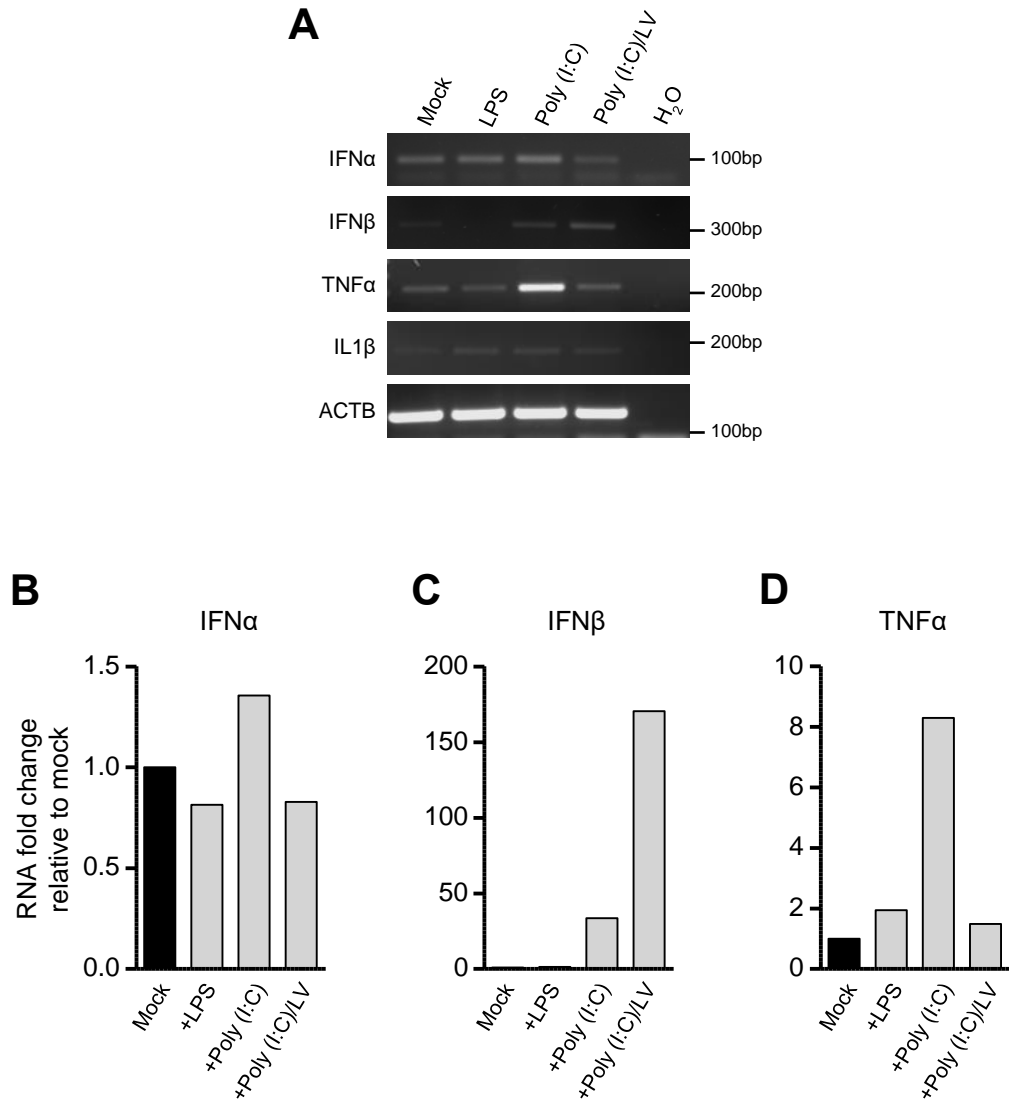 A
Mock LPS Poly (I:C) Poly (I:C)/LV H₂O
IFNα 100bp
IFNβ 300bp
TNFα 200bp
IL1β 200bp
ACTB 100bp
B
IFNα
RNA fold change
relative to mock
1.5
1.0
0.5
0.0
Mock +LPS +Poly (I:C) +Poly (I:C)/LV
C
IFNβ
200
150
100
50
0
Mock +LPS +Poly (I:C) +Poly (I:C)/LV
D
TNFα
10
8
6
4
2
0
Mock +LPS +Poly (I:C) +Poly (I:C)/LV